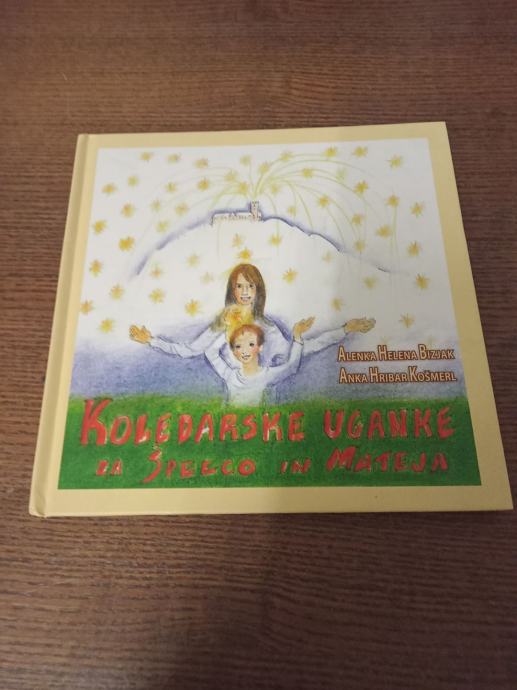 ALENKA HELENA BIZJAK
ANKA HRIBAR KOŠMERL
KOLEDARSKE UGANKE
ZA ŠPELCO IN MATEJA